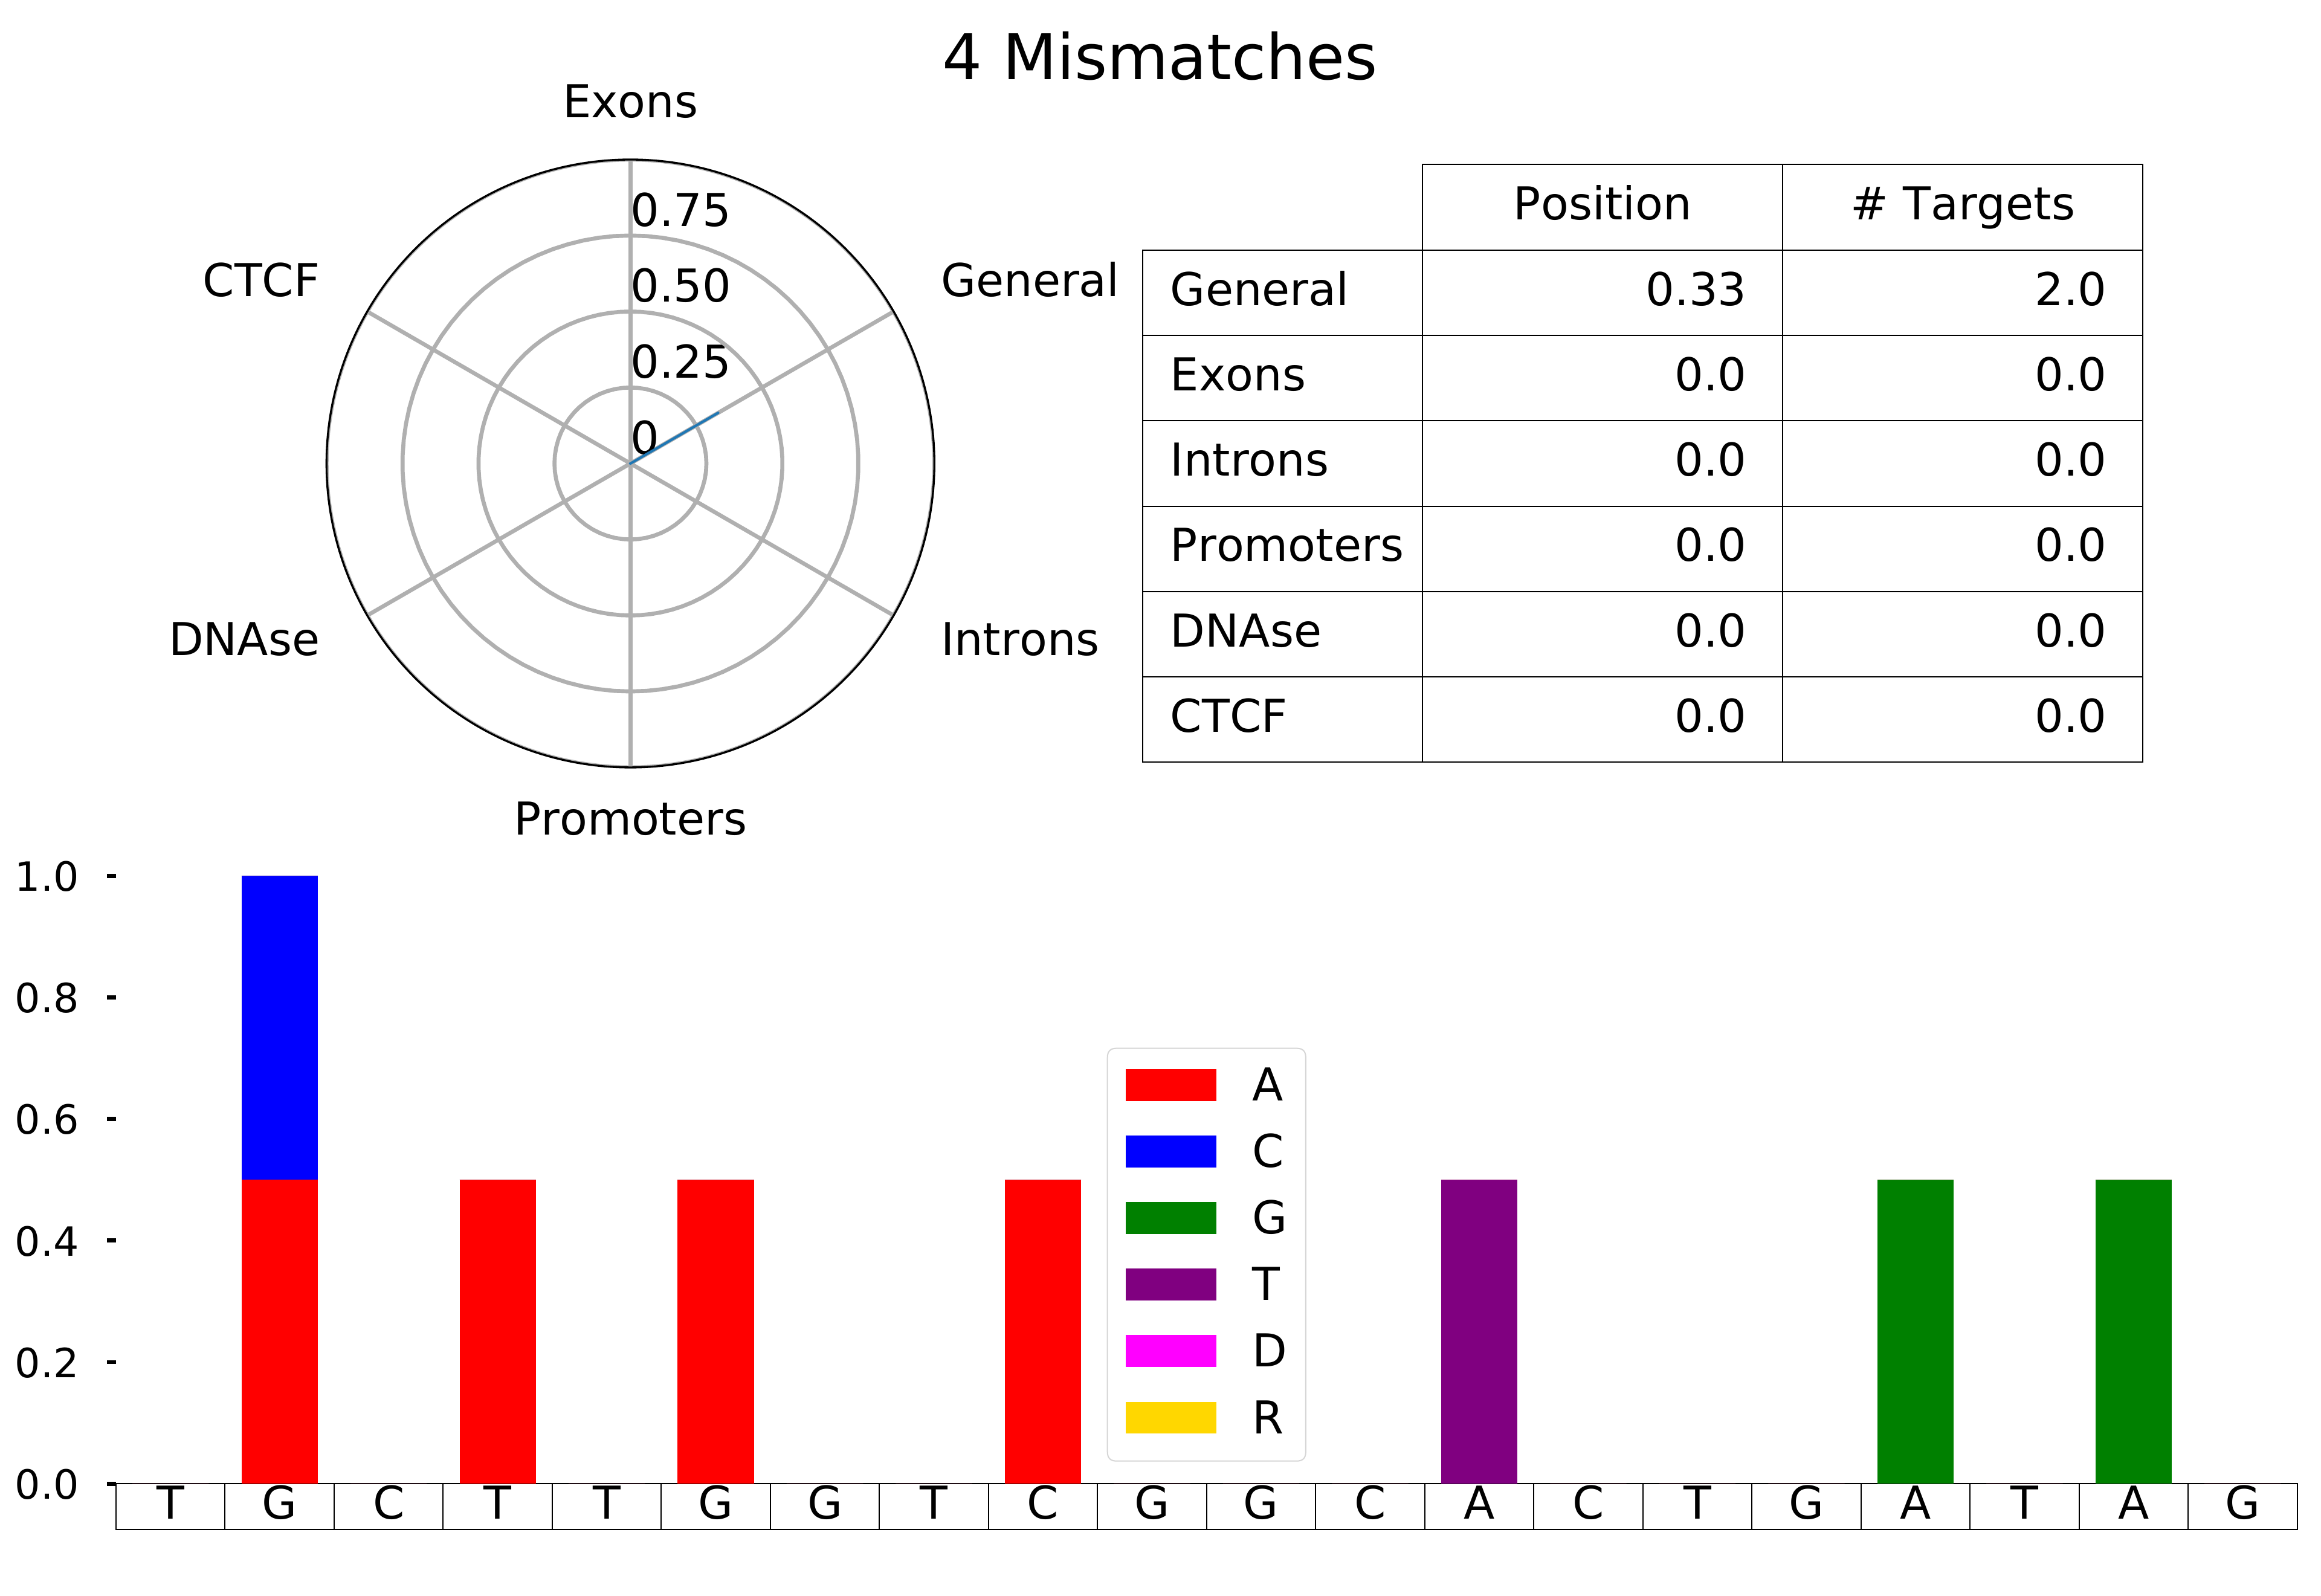 4 Mismatches
Exons
General
CTCF
DNAse
Introns
Promoters
0.75
0.50
0.25
0
Position # Targets
General 0.33 2.0
Exons 0.0 0.0
Introns 0.0 0.0
Promoters 0.0 0.0
DNAse 0.0 0.0
CTCF 0.0 0.0
1.0
0.8
0.6
0.4
0.2
0.0
A
C
G
T
D
R
T G C T T G G T C G G C A C T G A T A G